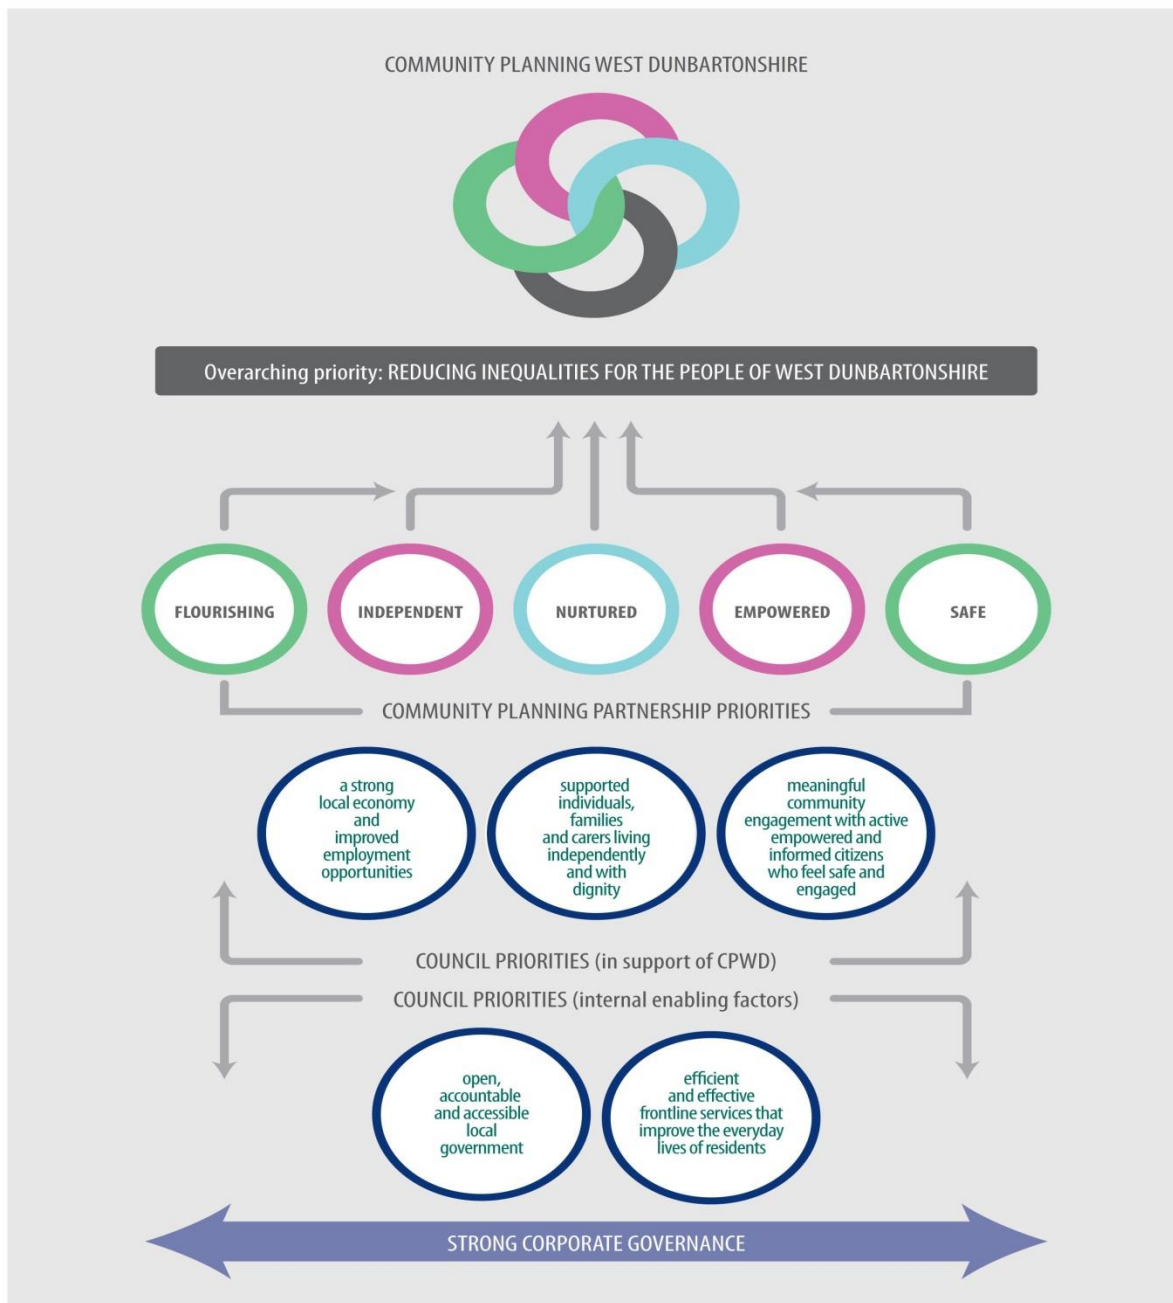 COMMUNITY PLANNING WEST DUNBARTONSHIRE
Overarching priority: REDUCING INEQUALITIES FOR THE PEOPLE OF WEST DUNBARTONSHIRE
FLOURISHING
INDEPENDENT
NURTURED
EMPOWERED
SAFE
COMMUNITY PLANNING PARTNERSHIP PRIORITIES
a strong
local economy
and
improved
employment
opportunities
supported
individuals,
families
and carers living
independently
and with
dignity
meaningful
community
engagement with active
empowered and
informed citizens
who feel safe and
engaged
COUNCIL PRIORITIES (in support of CPWD)
COUNCIL PRIORITIES (internal enabling factors)
open,
accountable
and accessible
local
government
efficient
and effective
frontline services that
improve the everyday
lives of residents
STRONG CORPORATE GOVERNANCE